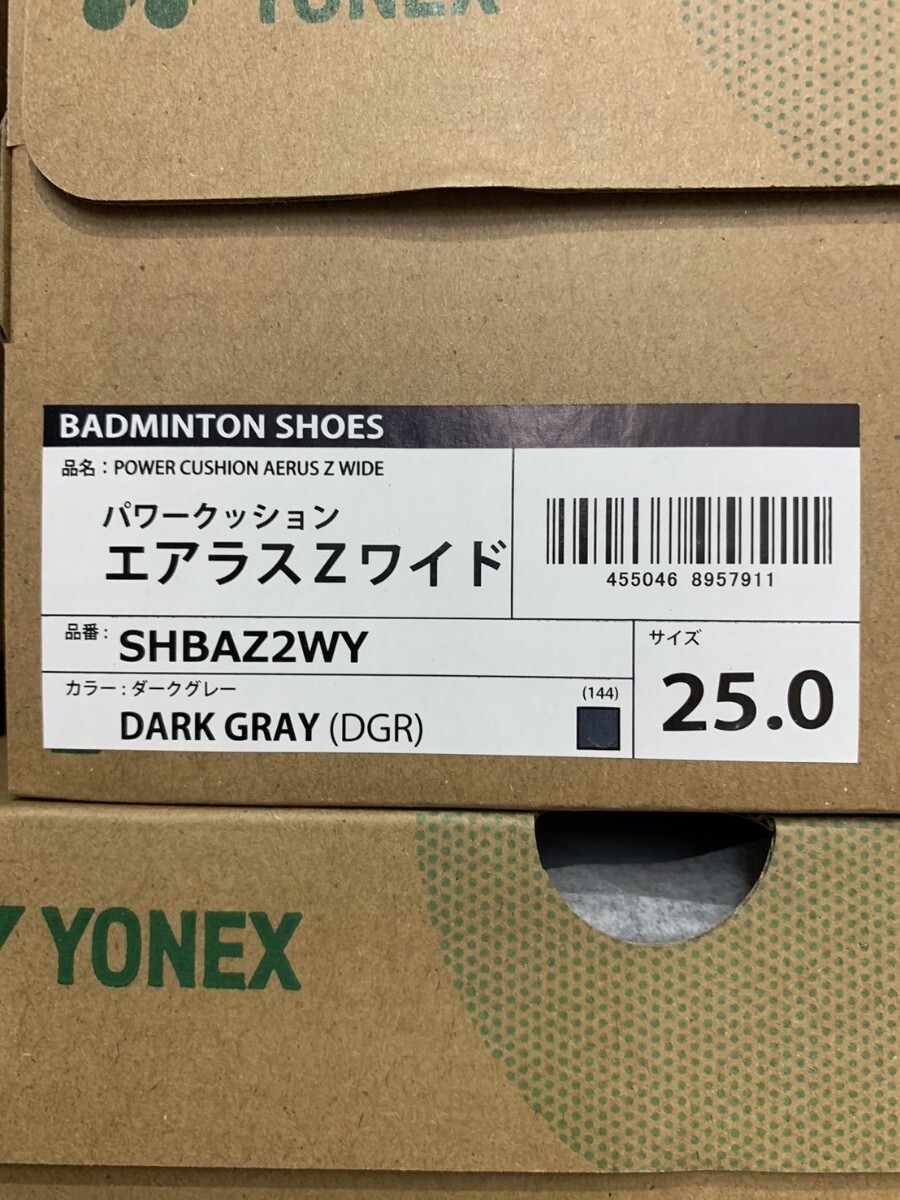 YONEX
BADMINTON SHOES
品名：POWER CUSHION AERUS Z WIDE
パワークッション
エアラスZワイド
455046 8957911
品番：SHBAZ2WY
サイズ
25.0
カラー：ダークグレー
(144)
DARK GRAY (DGR)
YONEX